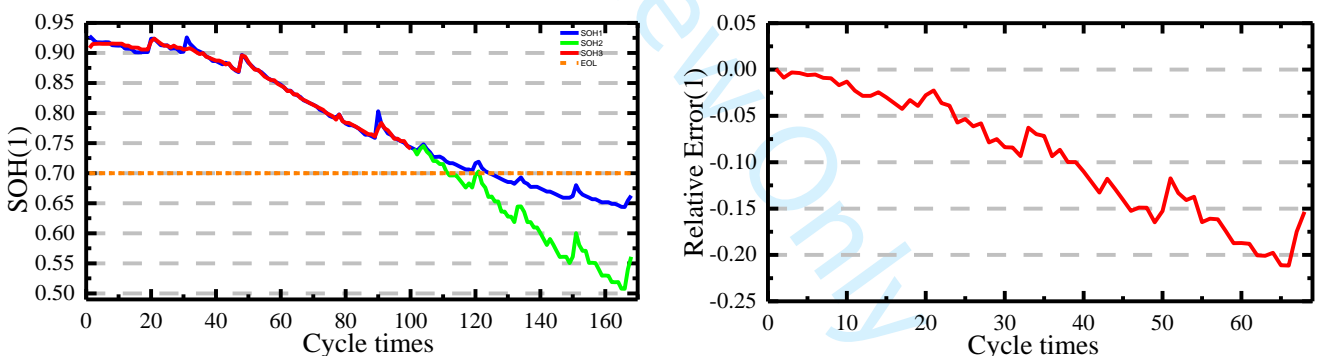 0.95
0.90
0.85
0.80
0.75
0.70
0.65
0.60
0.55
0.50
SOH(1)
0 20 40 60 80 100 120 140 160
Cycle times
SOH1
SOH2
SOH3
EOL
0.05
0.00
-0.05
-0.10
-0.15
-0.20
-0.25
Relative Error(1)
0 10 20 30 40 50 60
Cycle times
ew Only